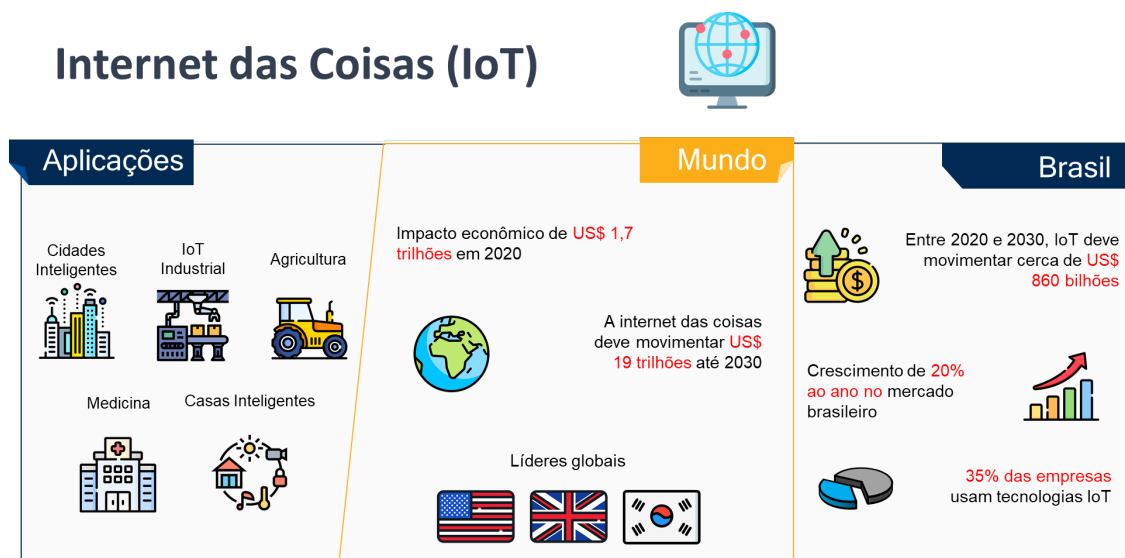 Internet das Coisas (IoT)
Aplicações
Cidades
Inteligentes
IoT
Industrial
Agricultura
Medicina
Casas Inteligentes
Mundo
Impacto econômico de US$ 1,7
trilhões em 2020
A internet das coisas
deve movimentar US$
19 trilhões até 2030
Líderes globais
Brasil
Entre 2020 e 2030, IoT deve
movimentar cerca de US$
860 bilhões
Crescimento de 20%
ao ano no mercado
brasileiro
35% das empresas
usam tecnologias IoT